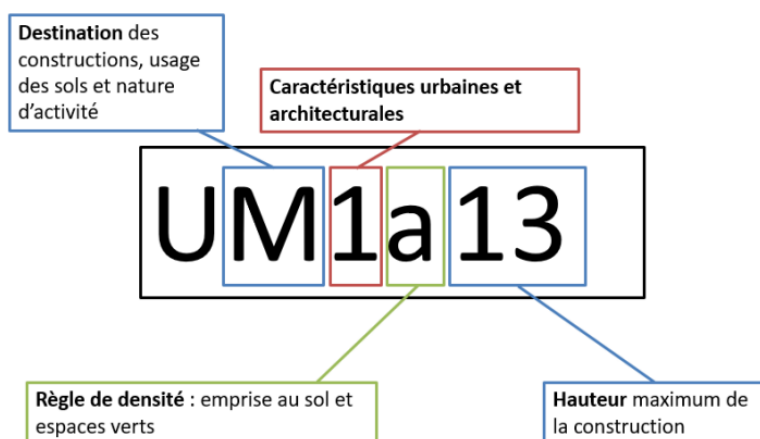 Destination des
constructions, usage
des sols et nature
d'activité
Caractéristiques urbaines et
architecturales
UM1a13
Règle de densité : emprise au sol et
espaces verts
Hauteur maximum de
la construction